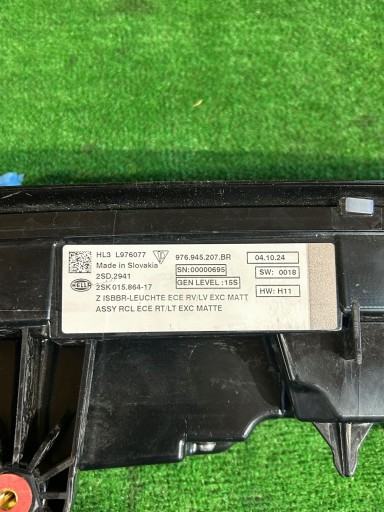 HL3 L976077 976.945.207.BR 04.10.24
Made in Slovakia SN:00000695 SW: 0018
2SD.2941 GEN LEVEL :15S
HELLA 2SK 015.864-17 HW: H11
Z ISBBR-LEUCHTE ECE RV/LV EXC MATT
ASSY RCL ECE RT/LT EXC MATTE